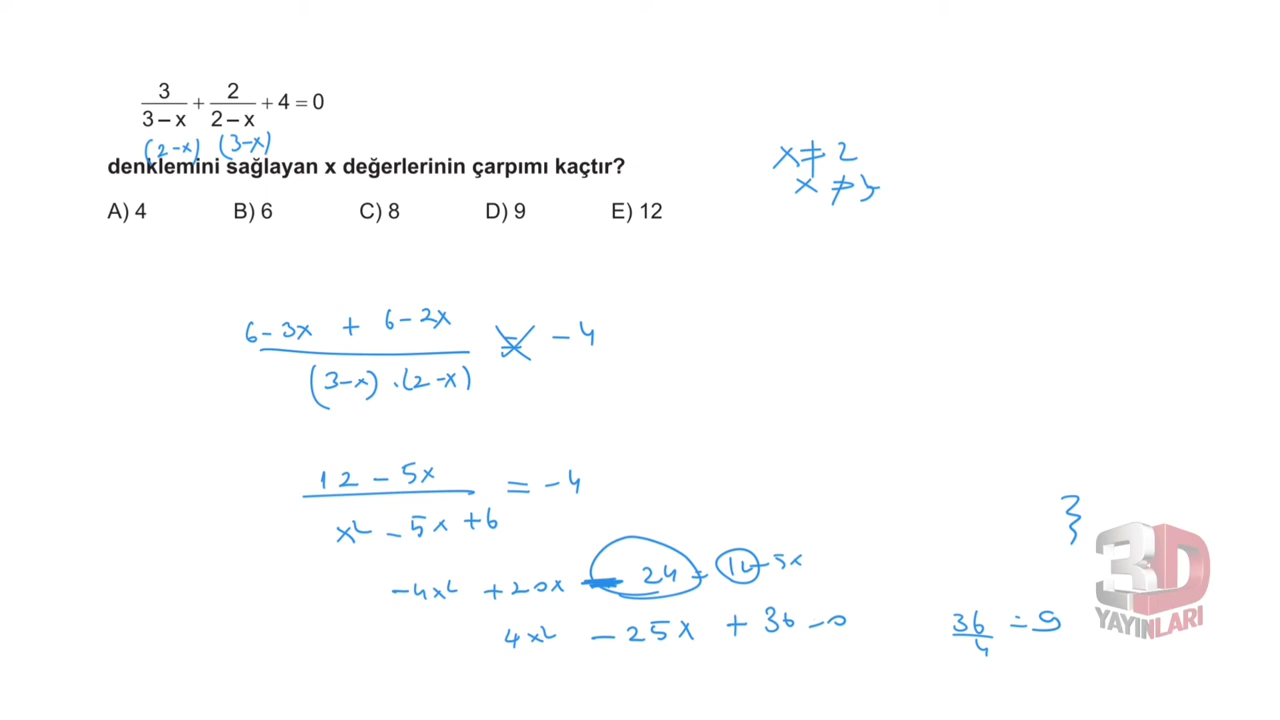 3/(3 – x) + 2/(2 – x) + 4 = 0
(2-x) (3-x)
denklemini sağlayan x değerlerinin çarpımı kaçtır?
A) 4 B) 6 C) 8 D) 9 E) 12
x ≠ 2
x ≠ 3
(6 - 3x + 6 - 2x)/((3-x) · (2-x)) = -4
(12 - 5x)/(x² - 5x + 6) = -4
-4x² + 20x - 24 = 12 - 5x
4x² - 25x + 36 = 0
36/4 = 9
3D
YAYINLARI